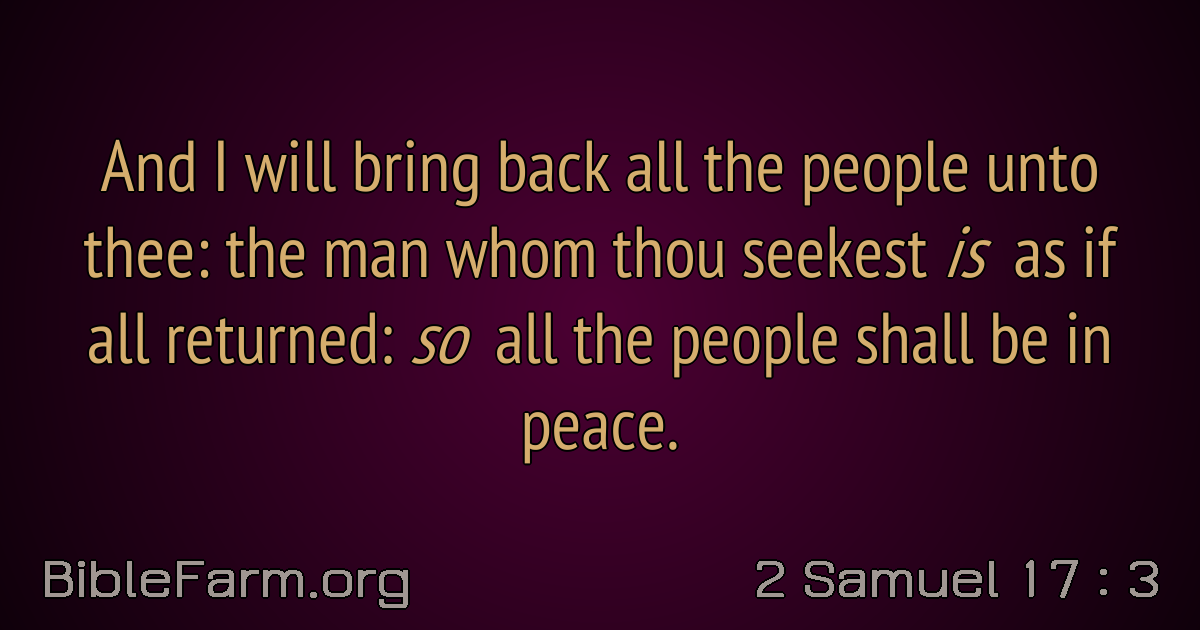 And I will bring back all the people unto
thee: the man whom thou seekest is as if
all returned: so all the people shall be in
peace.
BibleFarm.org
2 Samuel 17 : 3